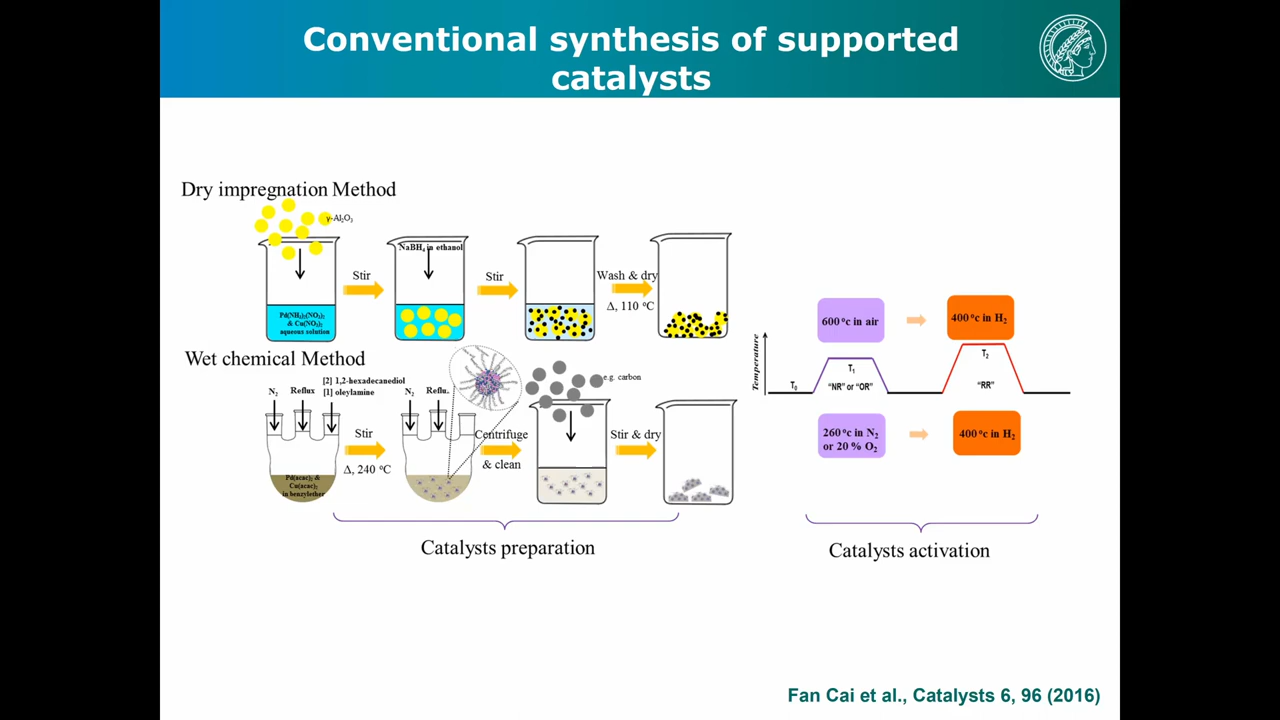 Conventional synthesis of supported
catalysts
Dry impregnation Method
γ-Al₂O₃
NaBH₄ in ethanol
Stir
Stir
Wash & dry
Δ, 110 °C
Pd(NH₃)₂(NO₃)₂
& Cu(NO₃)₂
aqueous solution
Wet chemical Method
[2] 1,2-hexadecanediol
N₂ Reflux [1] oleylamine
N₂ Reflu.
e.g. carbon
Stir
Δ, 240 °C
Centrifuge
& clean
Stir & dry
Pd(acac)₂ &
Cu(acac)₂
in benzylether
Catalysts preparation
600 °c in air
400 °c in H₂
Temperature
T₀
T₁
"NR" or "OR"
T₂
"RR"
260 °c in N₂
or 20 % O₂
400 °c in H₂
Catalysts activation
Fan Cai et al., Catalysts 6, 96 (2016)